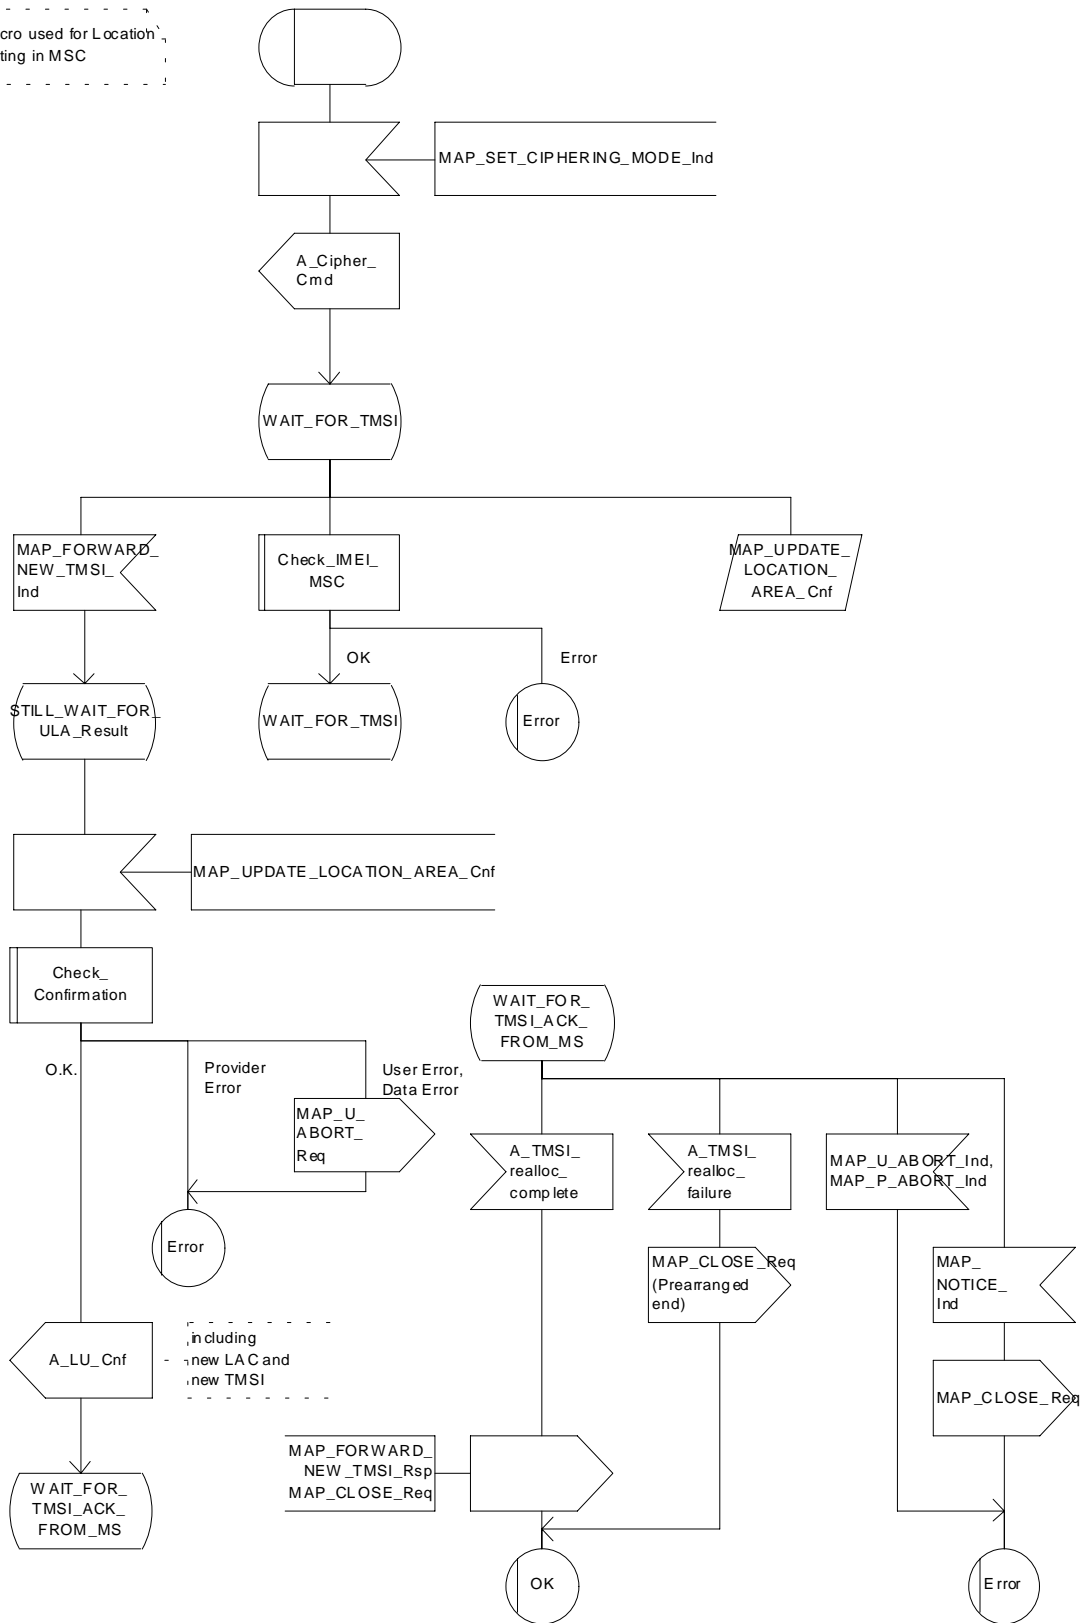 cro used for Location
ting in MSC
MAP_SET_CIPHERING_MODE_Ind
A_Cipher_
Cmd
WAIT_FOR_TMSI
MAP_FORWARD_
NEW_TMSI_
Ind
Check_IMEI_
MSC
MAP_UPDATE_
LOCATION_
AREA_Cnf
OK
Error
STILL_WAIT_FOR_
ULA_Result
WAIT_FOR_TMSI
Error
MAP_UPDATE_LOCATION_AREA_Cnf
Check_
Confirmation
WAIT_FOR_
TMSI_ACK_
FROM_MS
O.K.
Provider
Error
User Error,
Data Error
MAP_U_
ABORT_
Req
A_TMSI_
realloc_
complete
A_TMSI_
realloc_
failure
MAP_U_ABORT_Ind,
MAP_P_ABORT_Ind
Error
MAP_CLOSE_Req
(Prearranged
end)
MAP_
NOTICE_
Ind
A_LU_Cnf
including
new LAC and
new TMSI
MAP_CLOSE_Req
MAP_FORWARD_
NEW_TMSI_Rsp
MAP_CLOSE_Req
WAIT_FOR_
TMSI_ACK_
FROM_MS
OK
Error